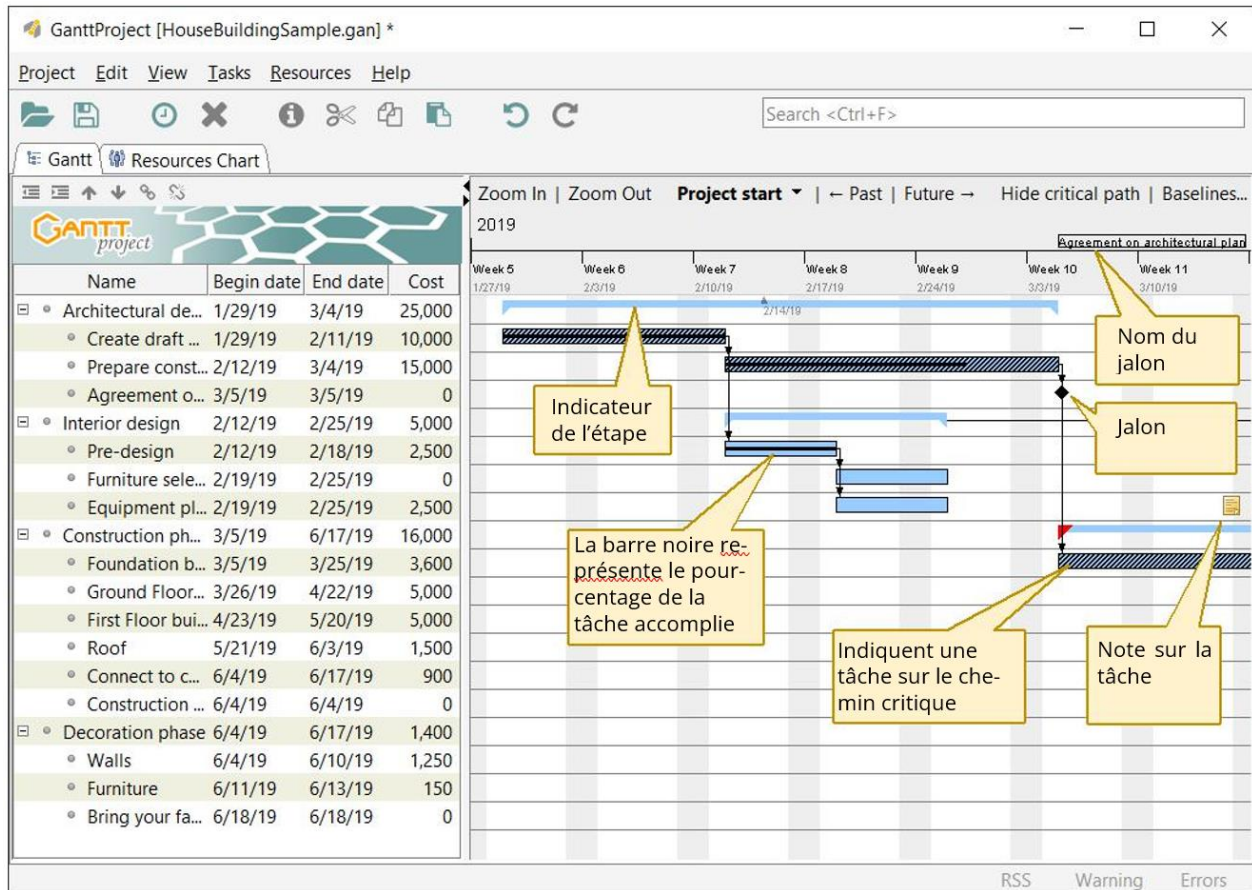 GanttProject [HouseBuildingSample.gan] *
Project Edit View Tasks Resources Help
Search <Ctrl+F>
Gantt Resources Chart
Zoom In | Zoom Out Project start | ← Past | Future → Hide critical path | Baselines...
GANTT
project
2019
Agreement on architectural plan
Name Begin date End date Cost
Week 5 Week 6 Week 7 Week 8 Week 9 Week 10 Week 11
1/27/19 2/3/19 2/10/19 2/17/19 2/24/19 3/3/19 3/10/19
Architectural de... 1/29/19 3/4/19 25,000
2/14/19
Create draft ... 1/29/19 2/11/19 10,000
Prepare const... 2/12/19 3/4/19 15,000
Agreement o... 3/5/19 3/5/19 0
Interior design 2/12/19 2/25/19 5,000
Pre-design 2/12/19 2/18/19 2,500
Furniture sele... 2/19/19 2/25/19 0
Equipment pl... 2/19/19 2/25/19 2,500
Construction ph... 3/5/19 6/17/19 16,000
Foundation b... 3/5/19 3/25/19 3,600
Ground Floor... 3/26/19 4/22/19 5,000
First Floor bui... 4/23/19 5/20/19 5,000
Roof 5/21/19 6/3/19 1,500
Connect to c... 6/4/19 6/17/19 900
Construction ... 6/4/19 6/4/19 0
Decoration phase 6/4/19 6/17/19 1,400
Walls 6/4/19 6/10/19 1,250
Furniture 6/11/19 6/13/19 150
Bring your fa... 6/18/19 6/18/19 0
Nom du
jalon
Indicateur
de l'étape
Jalon
La barre noire re-
présente le pour-
centage de la
tâche accomplie
Indiquent une
tâche sur le che-
min critique
Note sur la
tâche
RSS Warning Errors